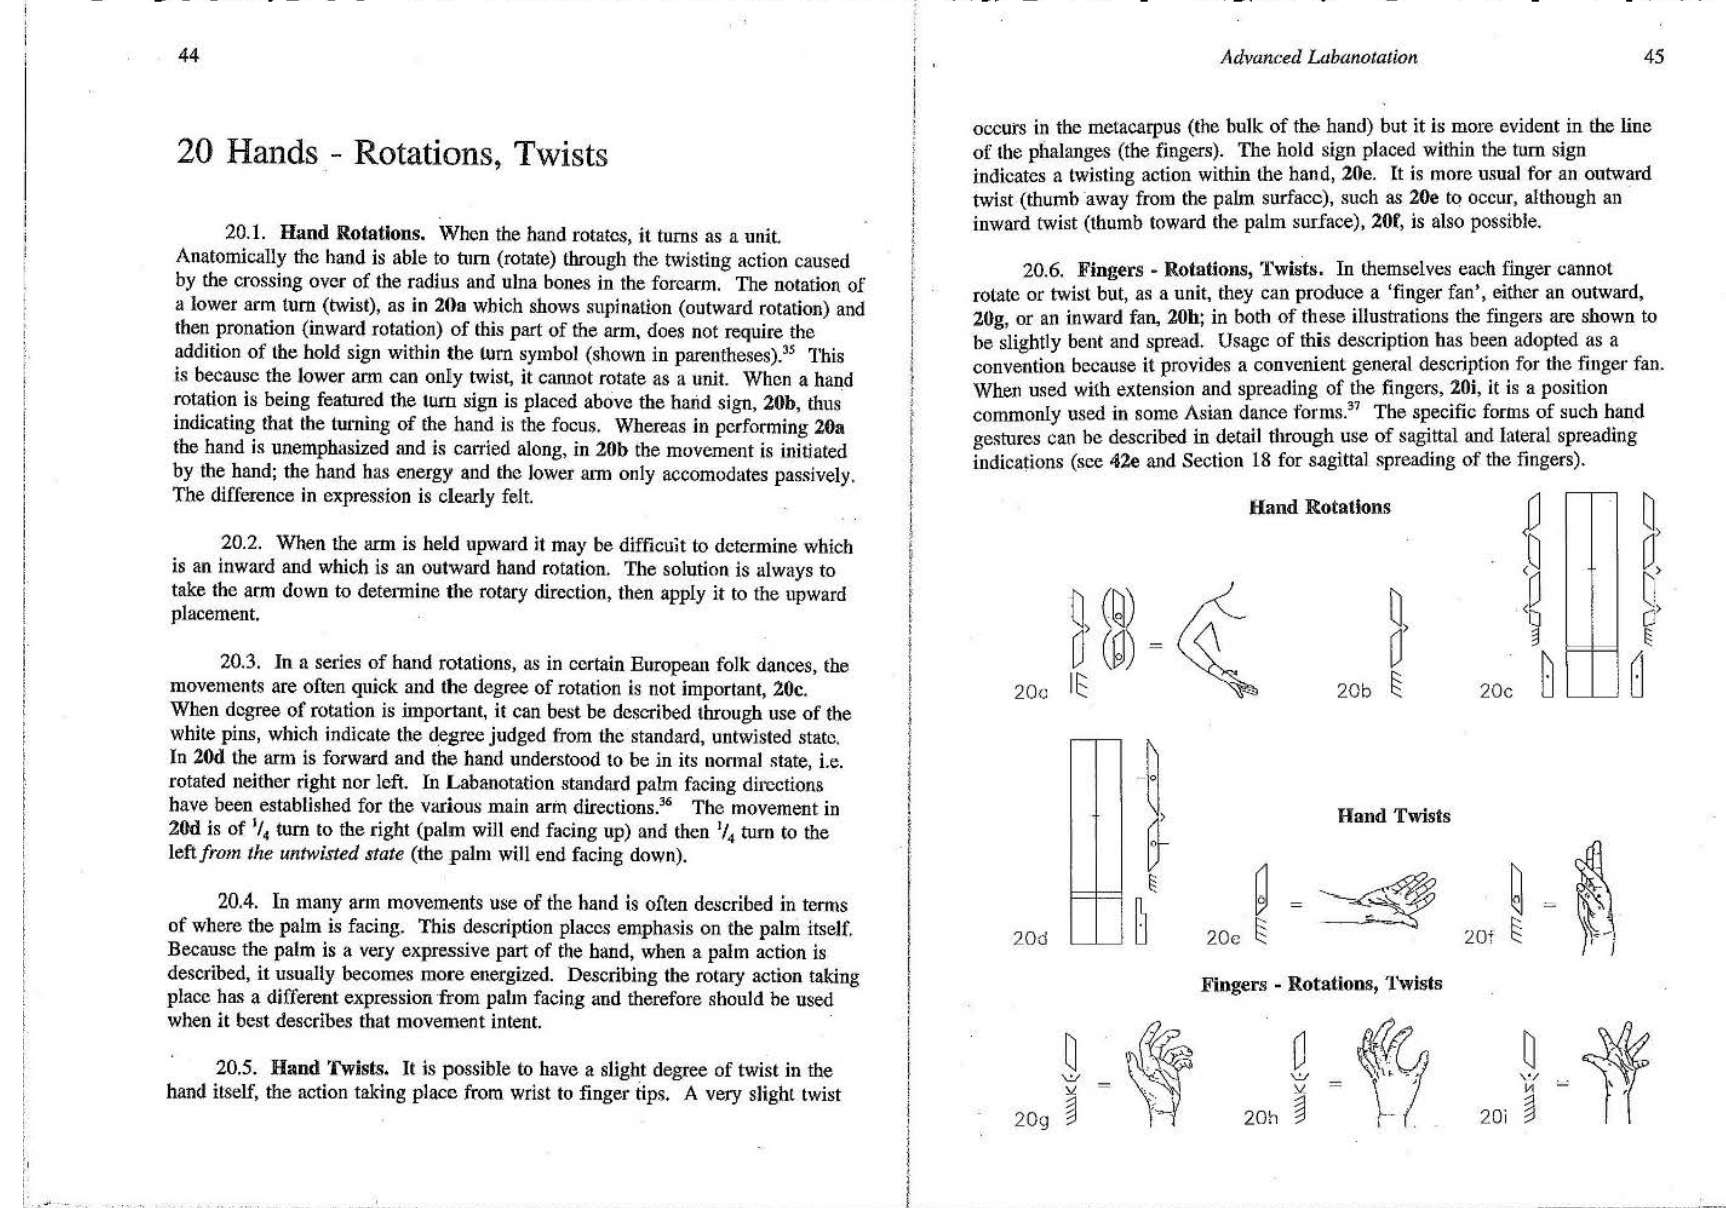 44
20 Hands - Rotations, Twists
20.1. Hand Rotations. When the hand rotates, it turns as a unit.
Anatomically the hand is able to turn (rotate) through the twisting action caused
by the crossing over of the radius and ulna bones in the forearm. The notation of
a lower arm turn (twist), as in 20a which shows supination (outward rotation) and
then pronation (inward rotation) of this part of the arm, does not require the
addition of the hold sign within the turn symbol (shown in parentheses).³⁵ This
is because the lower arm can only twist, it cannot rotate as a unit. When a hand
rotation is being featured the turn sign is placed above the hand sign, 20b, thus
indicating that the turning of the hand is the focus. Whereas in performing 20a
the hand is unemphasized and is carried along, in 20b the movement is initiated
by the hand; the hand has energy and the lower arm only accomodates passively.
The difference in expression is clearly felt.
20.2. When the arm is held upward it may be difficult to determine which
is an inward and which is an outward hand rotation. The solution is always to
take the arm down to determine the rotary direction, then apply it to the upward
placement.
20.3. In a series of hand rotations, as in certain European folk dances, the
movements are often quick and the degree of rotation is not important, 20c.
When degree of rotation is important, it can best be described through use of the
white pins, which indicate the degree judged from the standard, untwisted state.
In 20d the arm is forward and the hand understood to be in its normal state, i.e.
rotated neither right nor left. In Labanotation standard palm facing directions
have been established for the various main arm directions.³⁶ The movement in
20d is of ¹/₄ turn to the right (palm will end facing up) and then ¹/₄ turn to the
left from the untwisted state (the palm will end facing down).
20.4. In many arm movements use of the hand is often described in terms
of where the palm is facing. This description places emphasis on the palm itself.
Because the palm is a very expressive part of the hand, when a palm action is
described, it usually becomes more energized. Describing the rotary action taking
place has a different expression from palm facing and therefore should be used
when it best describes that movement intent.
20.5. Hand Twists. It is possible to have a slight degree of twist in the
hand itself, the action taking place from wrist to finger tips. A very slight twist
Advanced Labanotation 45
occurs in the metacarpus (the bulk of the hand) but it is more evident in the line
of the phalanges (the fingers). The hold sign placed within the turn sign
indicates a twisting action within the hand, 20e. It is more usual for an outward
twist (thumb away from the palm surface), such as 20e to occur, although an
inward twist (thumb toward the palm surface), 20f, is also possible.
20.6. Fingers - Rotations, Twists. In themselves each finger cannot
rotate or twist but, as a unit, they can produce a ‘finger fan’, either an outward,
20g, or an inward fan, 20h; in both of these illustrations the fingers are shown to
be slightly bent and spread. Usage of this description has been adopted as a
convention because it provides a convenient general description for the finger fan.
When used with extension and spreading of the fingers, 20i, it is a position
commonly used in some Asian dance forms.³⁷ The specific forms of such hand
gestures can be described in detail through use of sagittal and lateral spreading
indications (see 42e and Section 18 for sagittal spreading of the fingers).
Hand Rotations
20a = 20b 20c
Hand Twists
20d 20e = 20f =
Fingers - Rotations, Twists
20g = 20h = 20i =